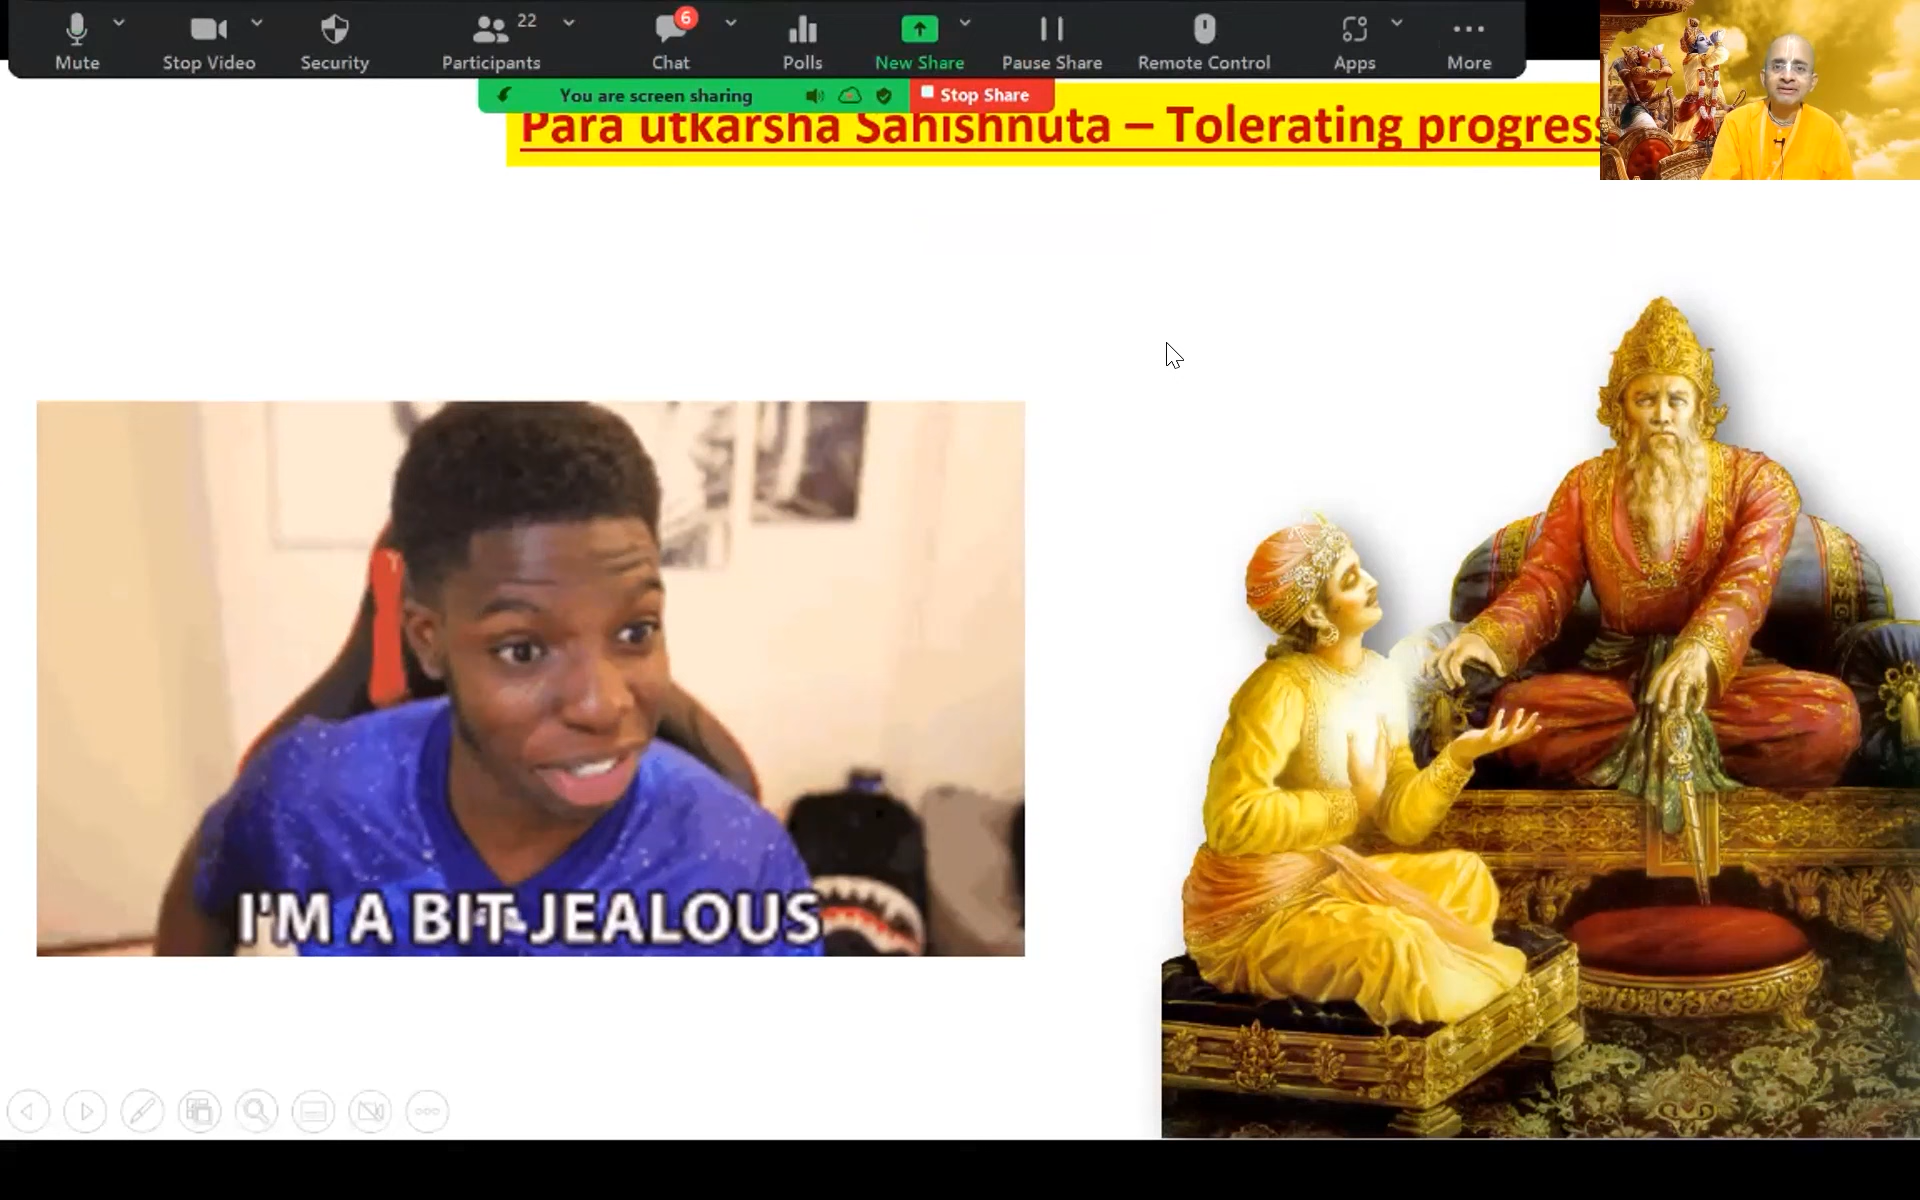 22
6
Mute
Stop Video
Security
Participants
Chat
Polls
New Share
Pause Share
Remote Control
Apps
More
You are screen sharing
Stop Share
Para utkarsha Sahishnuta – Tolerating progress
I'M A BIT JEALOUS